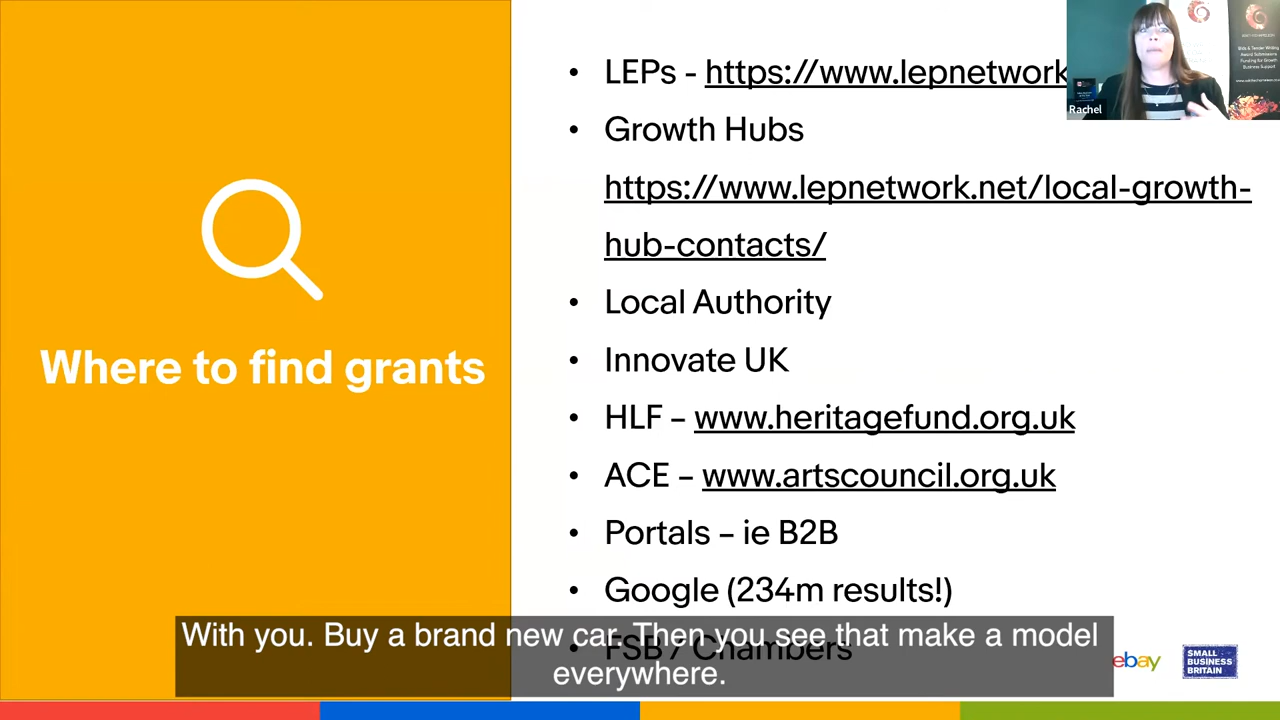 • LEPs - https://www.lepnetwork
Rachel
• Growth Hubs
https://www.lepnetwork.net/local-growth-
hub-contacts/
• Local Authority
• Innovate UK
Where to find grants
• HLF – www.heritagefund.org.uk
• ACE – www.artscouncil.org.uk
• Portals – ie B2B
• Google (234m results!)
• FSB / Chambers
With you. Buy a brand new car. Then you see that make a model
everywhere.
ebay
SMALL
BUSINESS
BRITAIN